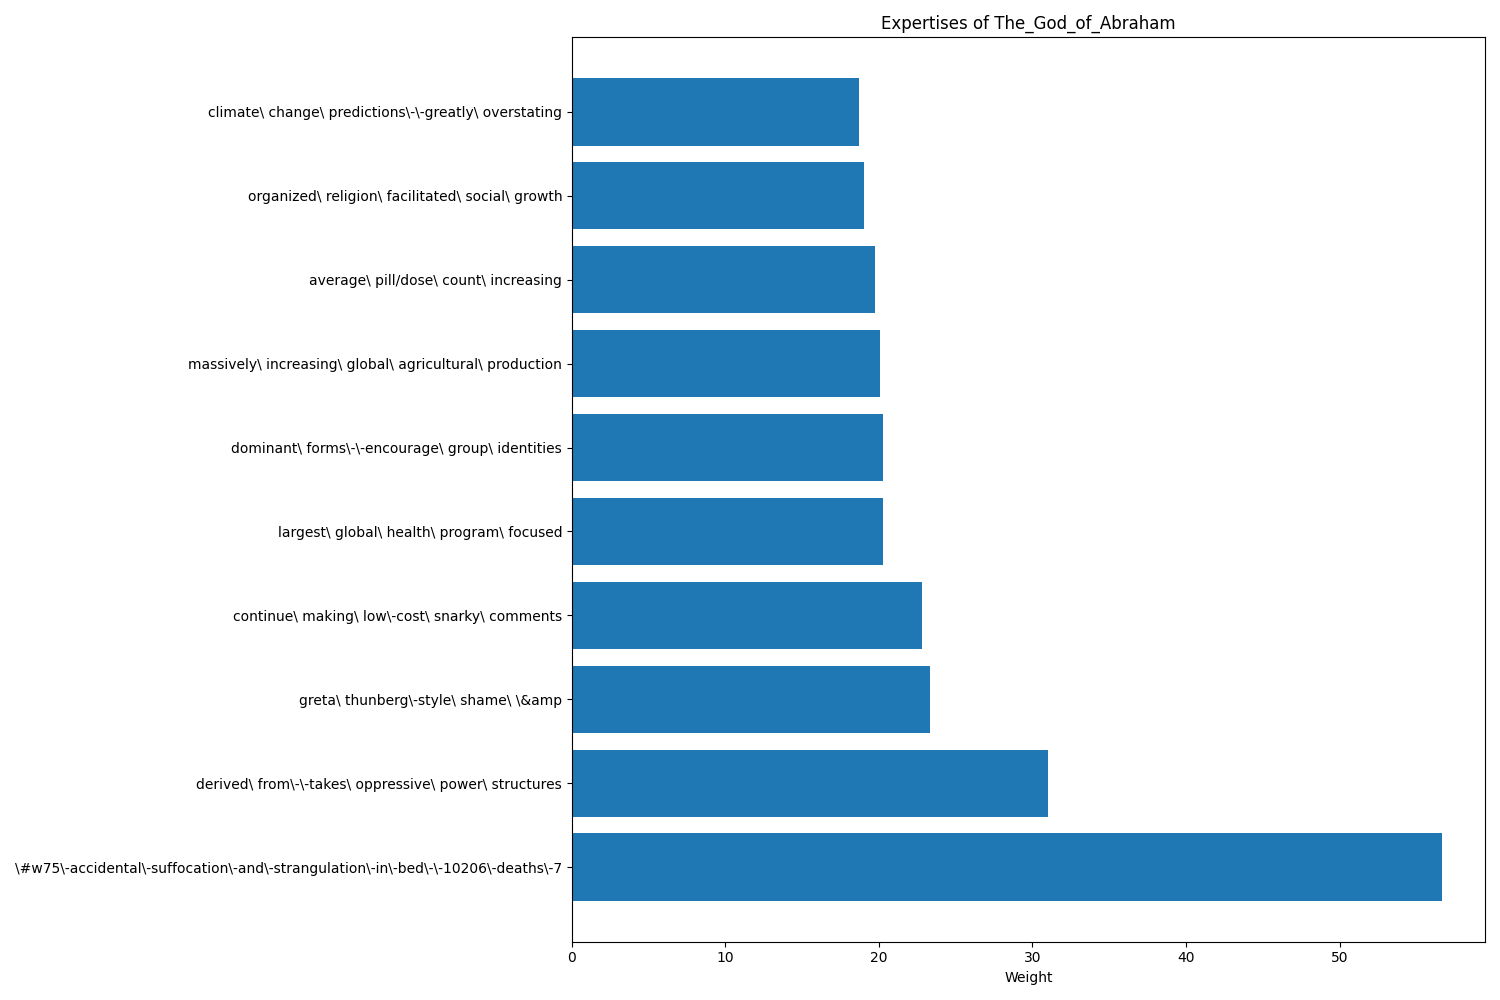 Expertises of The_God_of_Abraham
climate\ change\ predictions\-\-greatly\ overstating
organized\ religion\ facilitated\ social\ growth
average\ pill/dose\ count\ increasing
massively\ increasing\ global\ agricultural\ production
dominant\ forms\-\-encourage\ group\ identities
largest\ global\ health\ program\ focused
continue\ making\ low\-cost\ snarky\ comments
greta\ thunberg\-style\ shame\ \&amp
derived\ from\-\-takes\ oppressive\ power\ structures
\#w75\-accidental\-suffocation\-and\-strangulation\-in\-bed\-\-10206\-deaths\-7
0 10 20 30 40 50
Weight